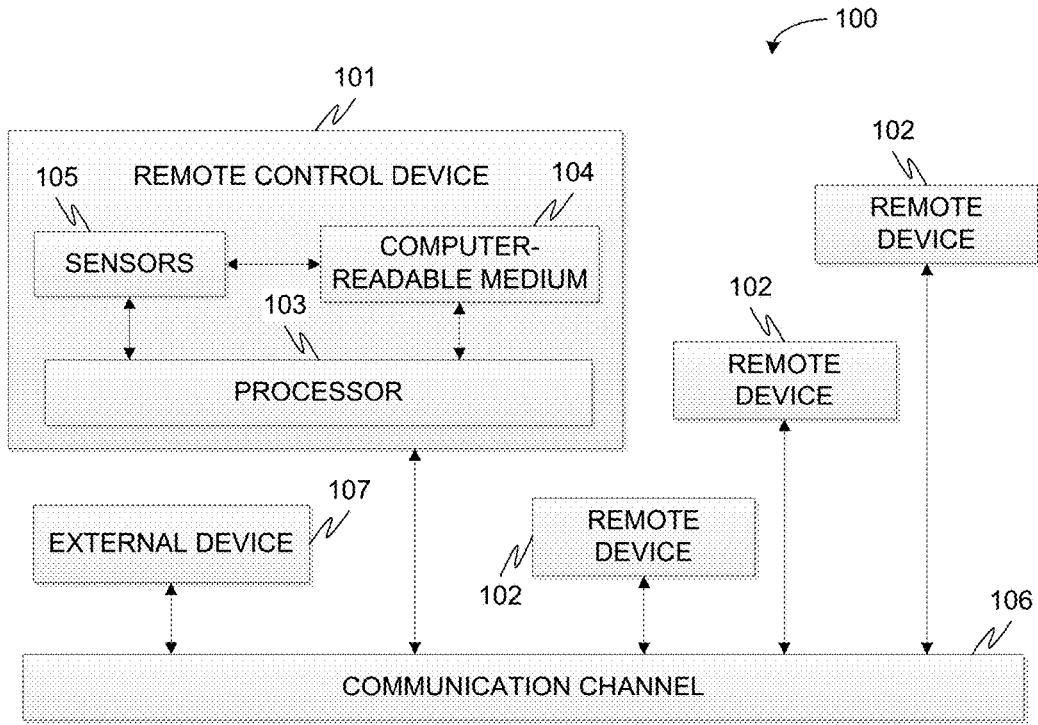 100
101
REMOTE CONTROL DEVICE
105
104
SENSORS
COMPUTER-
READABLE MEDIUM
103
PROCESSOR
102
REMOTE
DEVICE
102
REMOTE
DEVICE
107
EXTERNAL DEVICE
REMOTE
DEVICE
102
106
COMMUNICATION CHANNEL